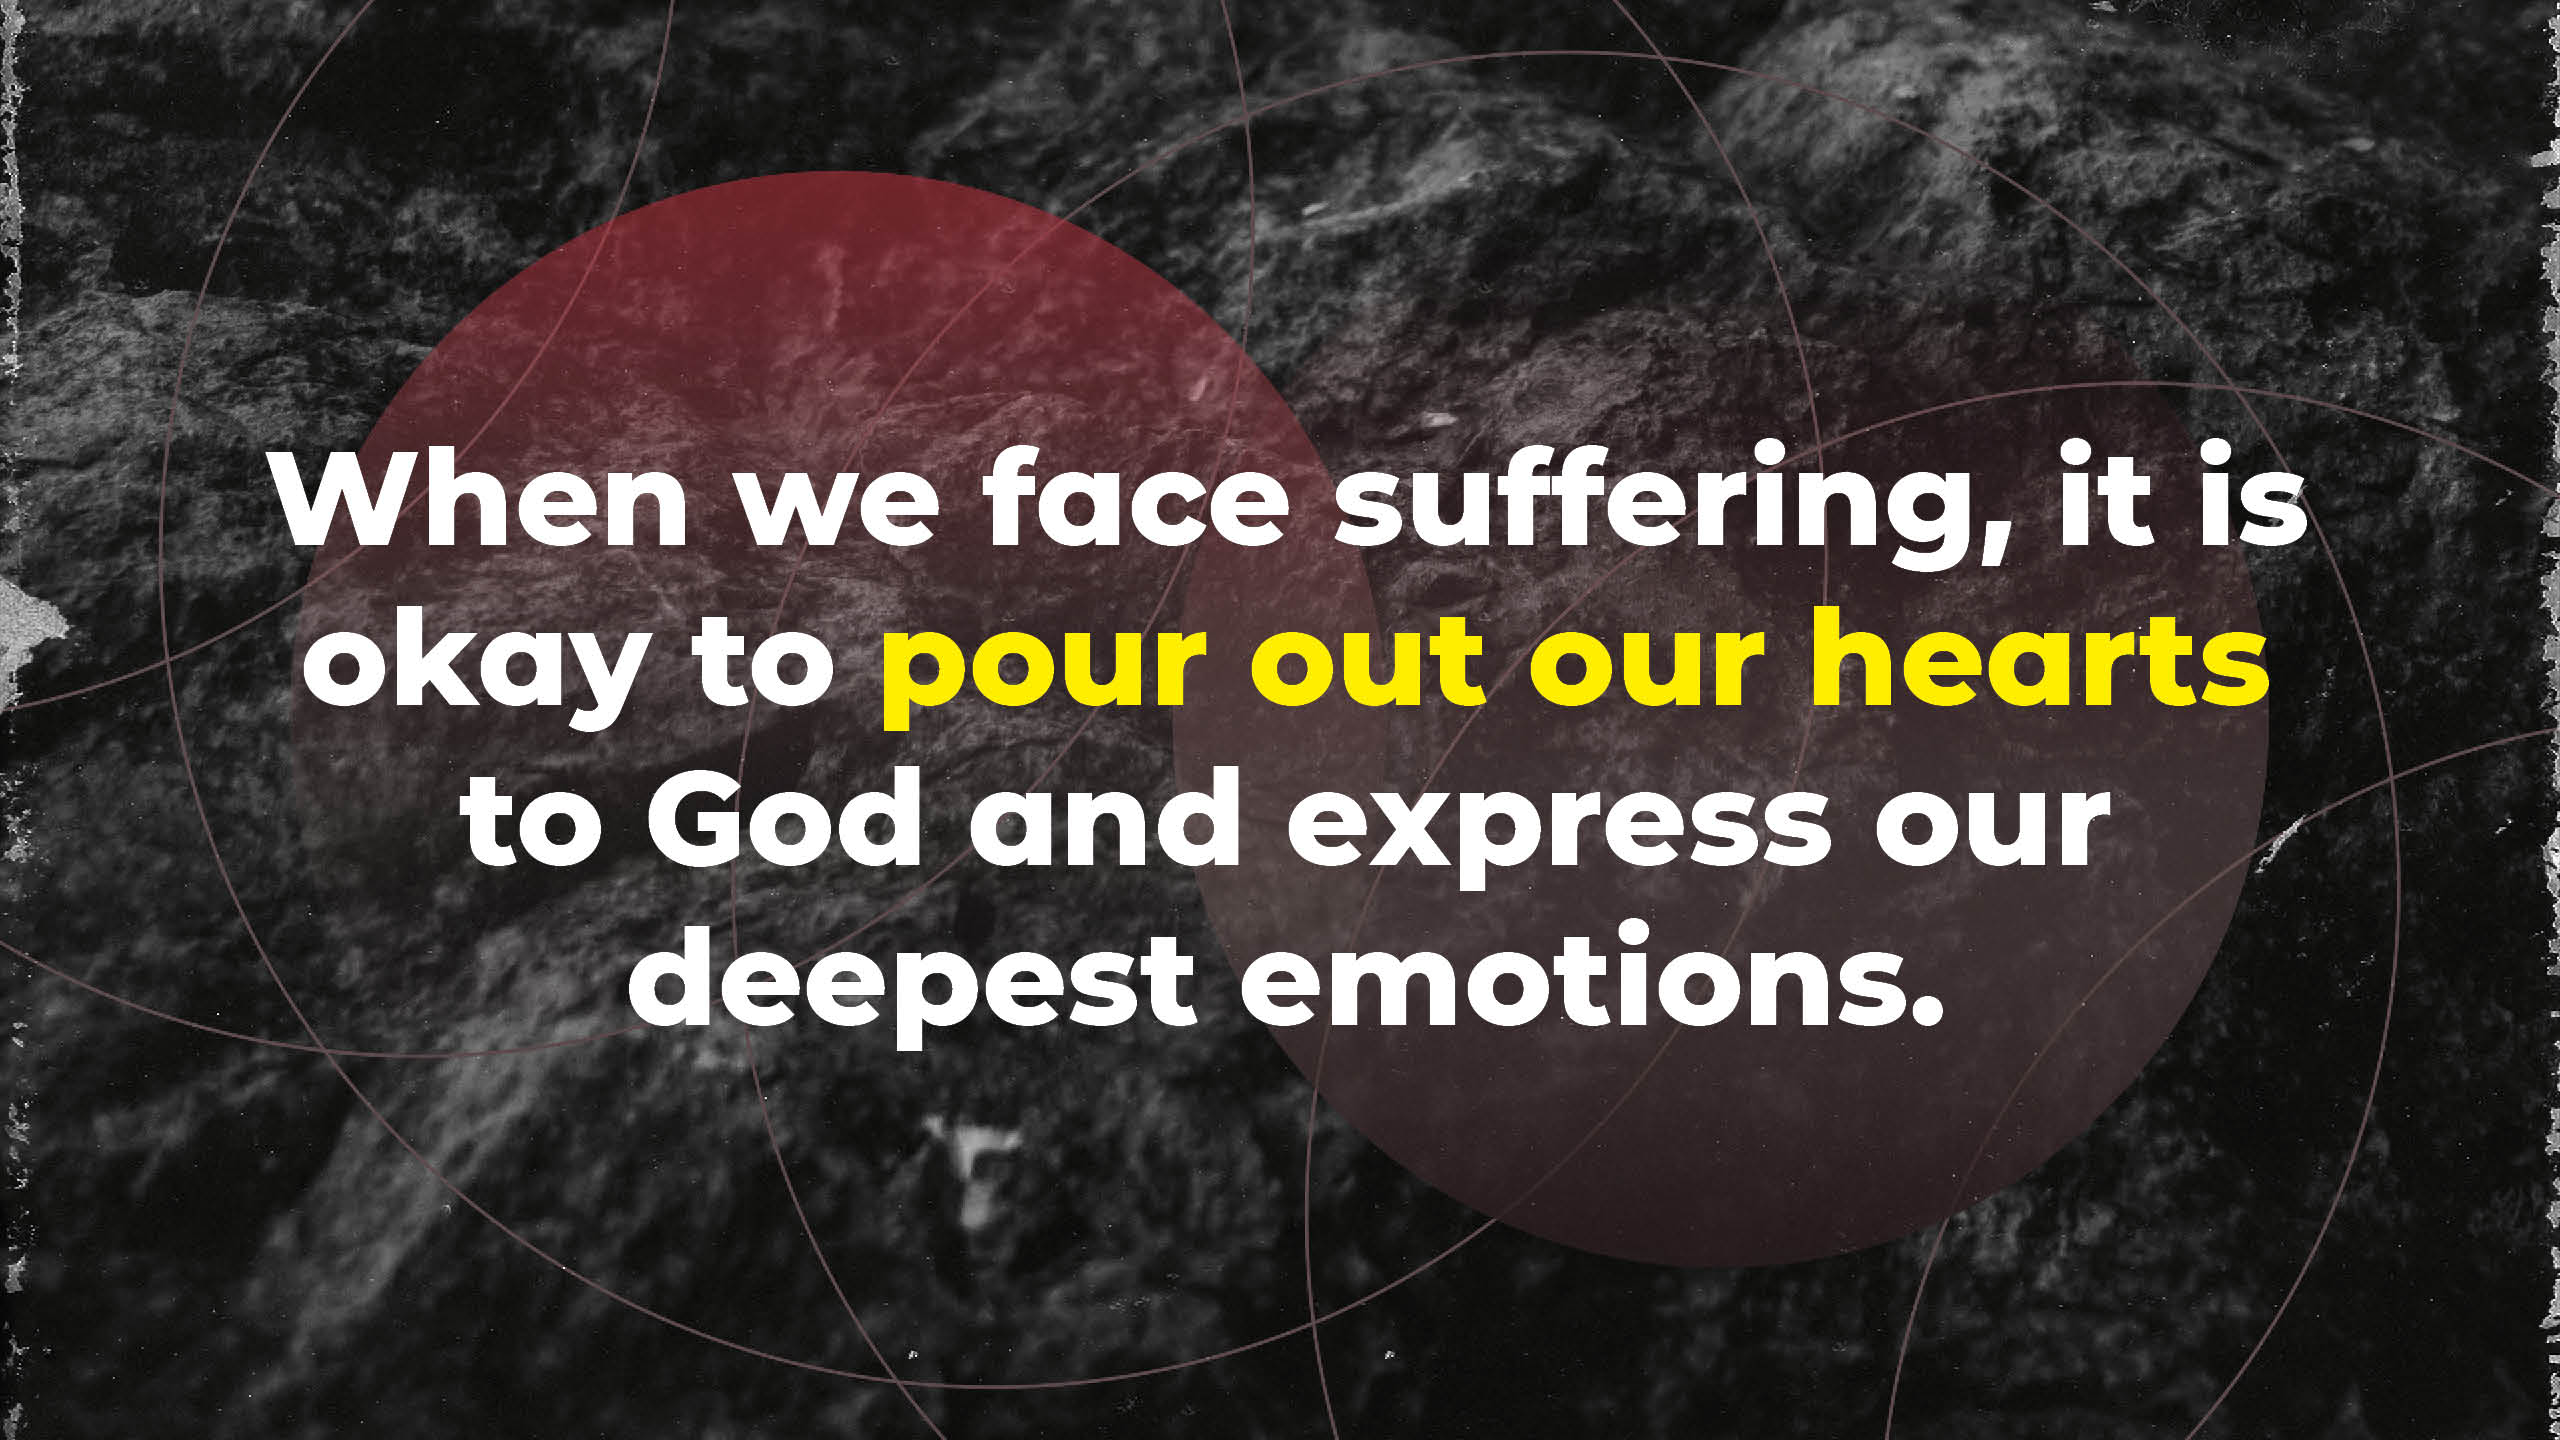 When we face suffering, it is
okay to pour out our hearts
to God and express our
deepest emotions.